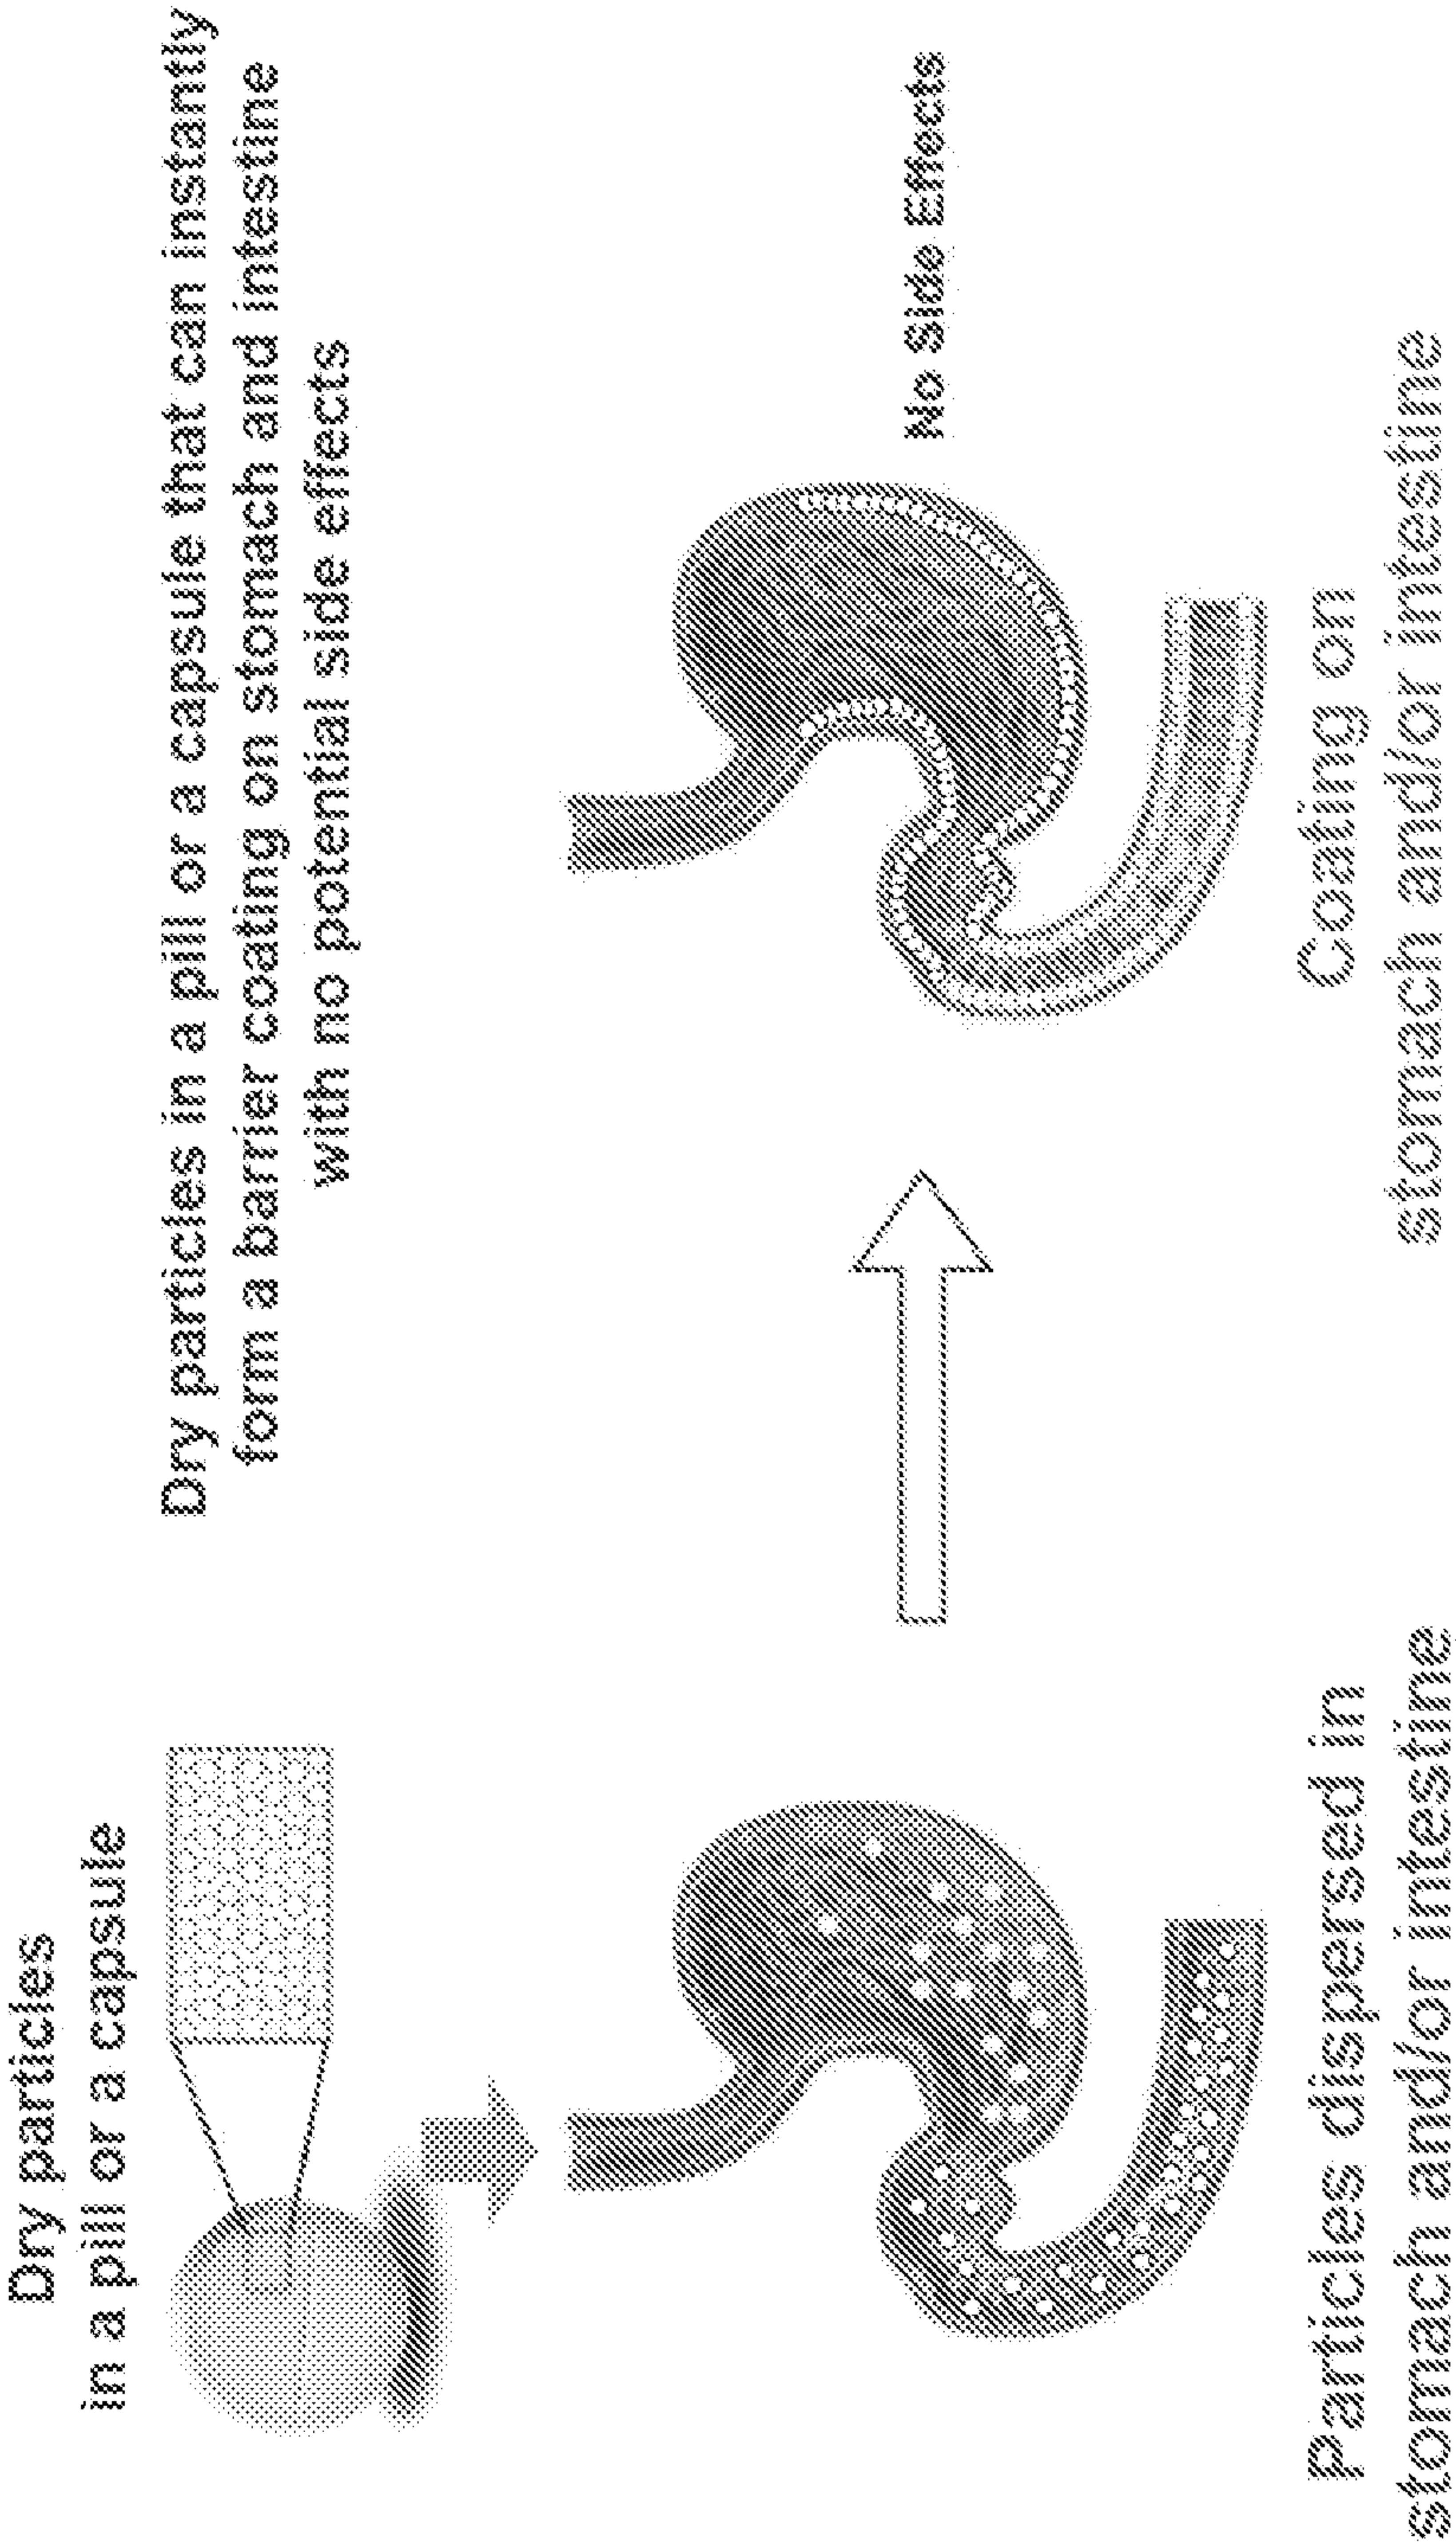 Dry particles
in a pill or a capsule
Dry particles in a pill or a capsule that can instantly
form a barrier coating on stomach and intestine
with no potential side effects
No Side Effects
Particles dispersed in
stomach and/or intestine
Coating on
stomach and/or intestine